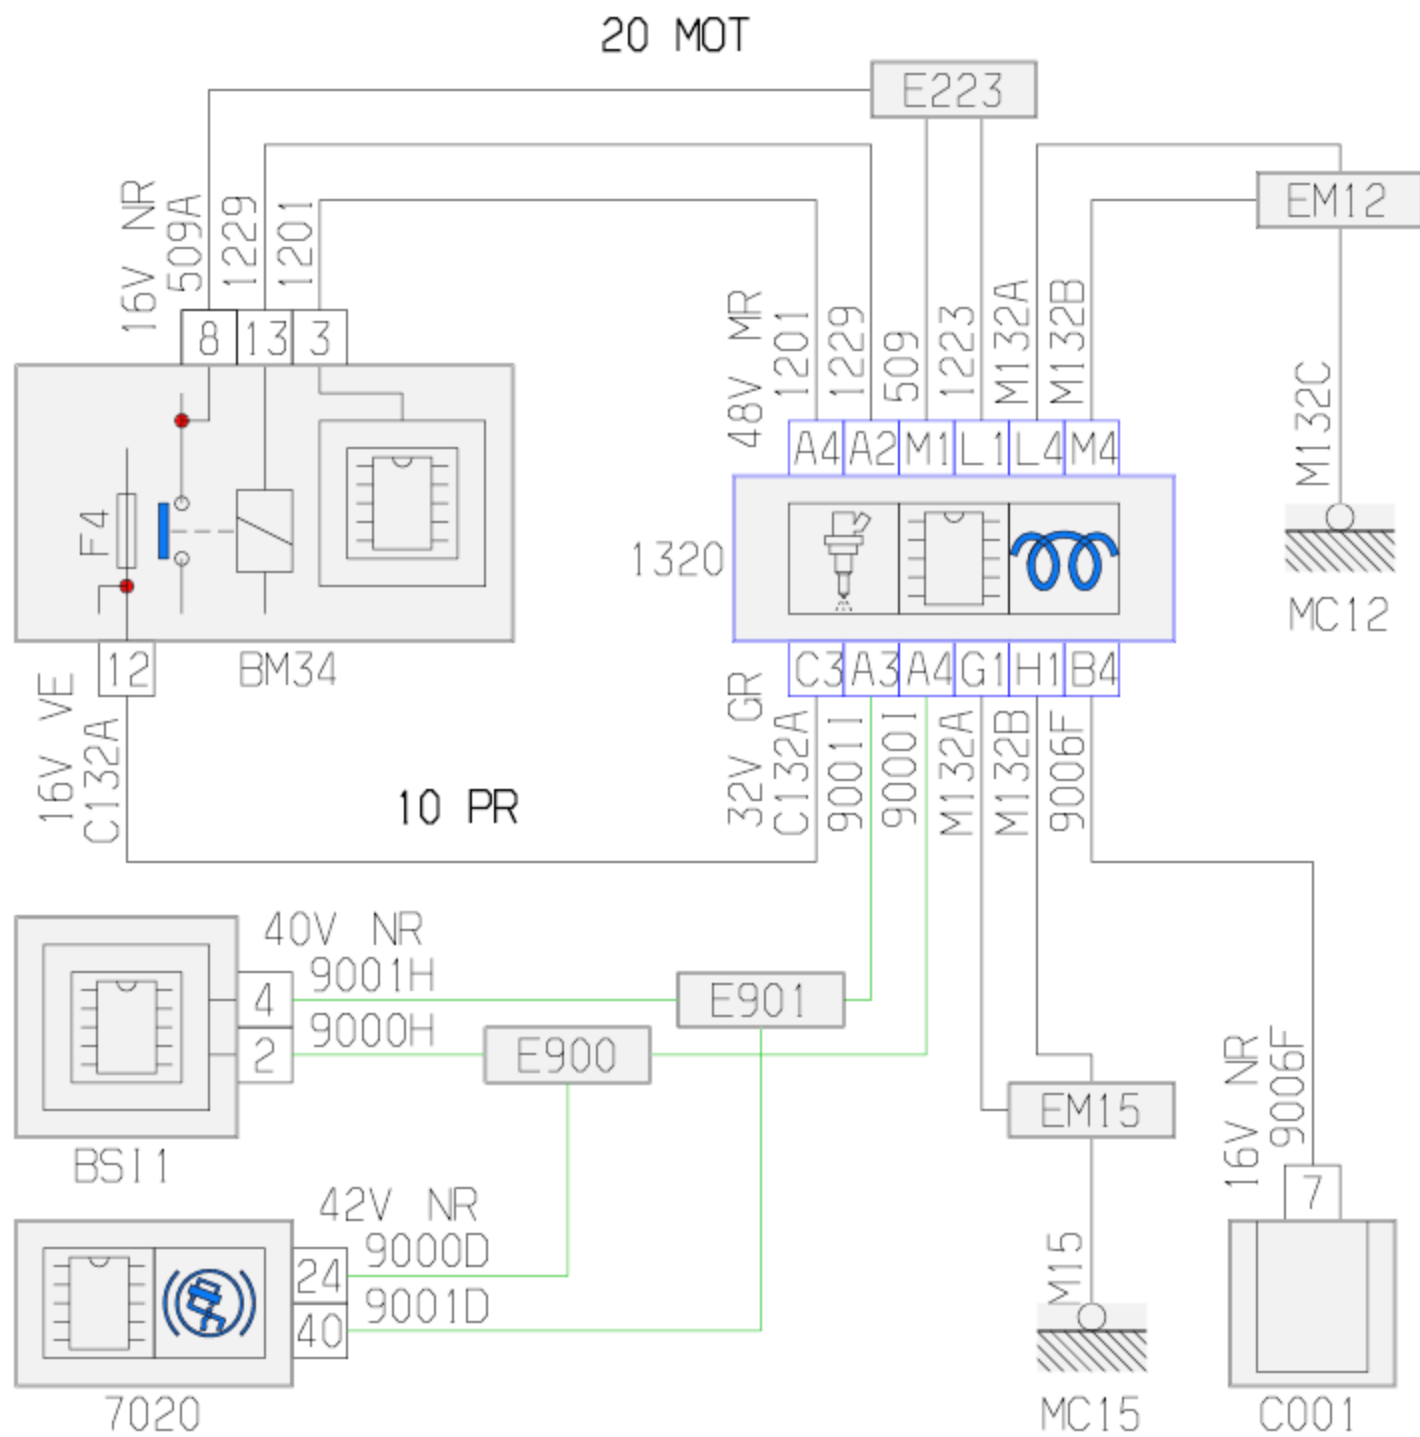 20 MOT
E223
EM12
16V NR
509A
1229
1201
8
13
3
48V MR
1201
1229
509
1223
M132A
M132B
M132C
A4
A2
M1
L1
L4
M4
F4
1320
MC12
12
BM34
C3
A3
A4
G1
H1
B4
16V VE
C132A
32V GR
C132A
9001I
9000I
M132A
M132B
9006F
10 PR
40V NR
9001H
4
E901
9000H
2
E900
BSI1
EM15
16V NR
9006F
42V NR
9000D
24
9001D
40
7020
M15
MC15
7
C001